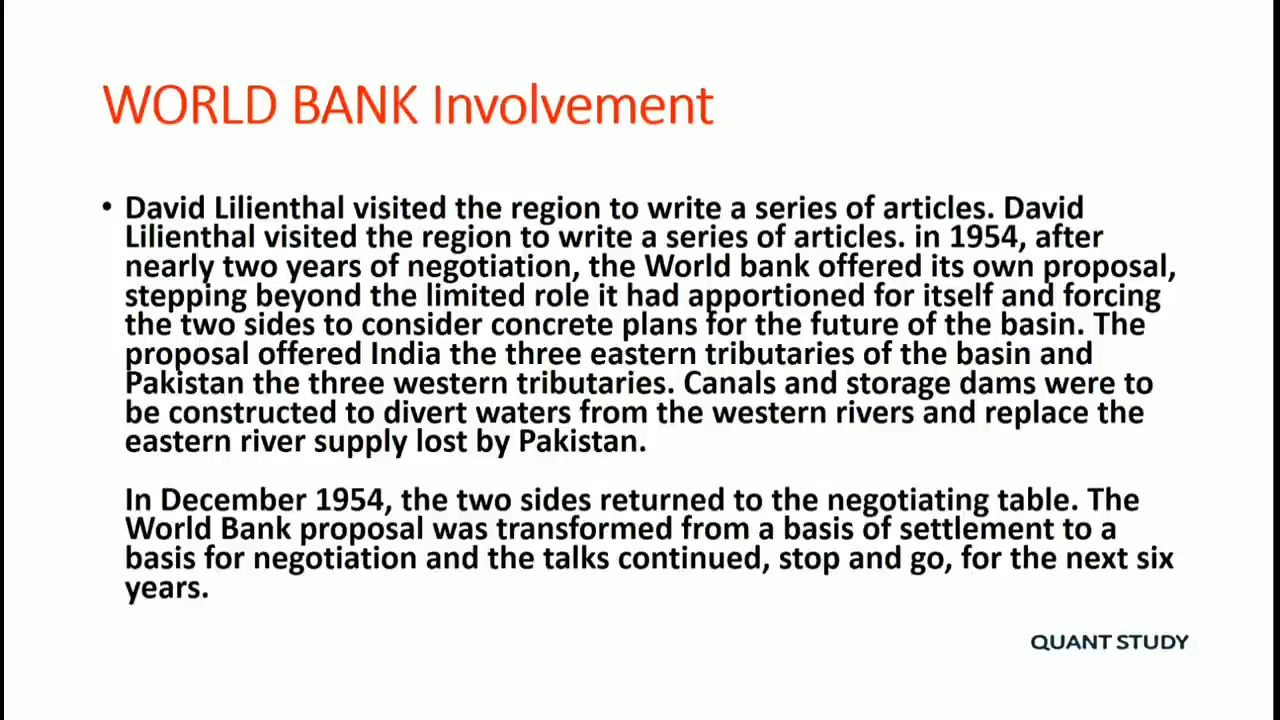 WORLD BANK Involvement
• David Lilienthal visited the region to write a series of articles. David
Lilienthal visited the region to write a series of articles. in 1954, after
nearly two years of negotiation, the World bank offered its own proposal,
stepping beyond the limited role it had apportioned for itself and forcing
the two sides to consider concrete plans for the future of the basin. The
proposal offered India the three eastern tributaries of the basin and
Pakistan the three western tributaries. Canals and storage dams were to
be constructed to divert waters from the western rivers and replace the
eastern river supply lost by Pakistan.
In December 1954, the two sides returned to the negotiating table. The
World Bank proposal was transformed from a basis of settlement to a
basis for negotiation and the talks continued, stop and go, for the next six
years.
QUANT STUDY